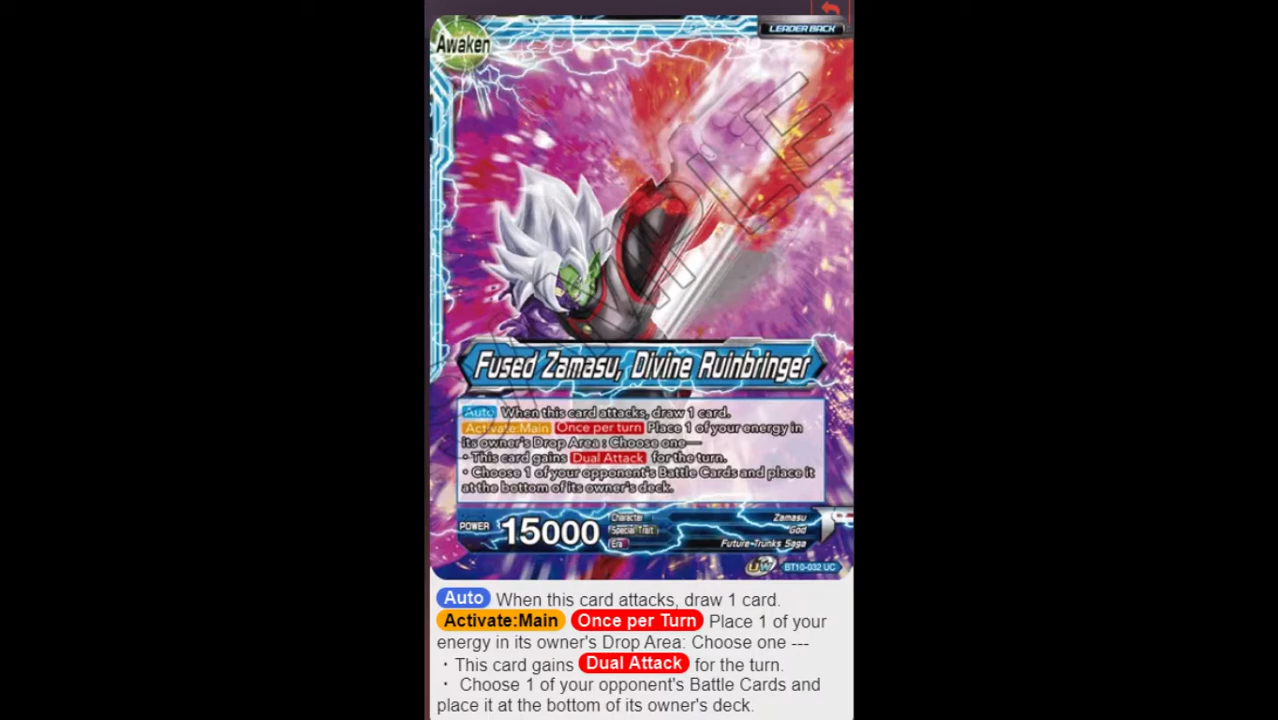 Awaken
LEADER BACK
SAMPLE
Fused Zamasu, Divine Ruinbringer
Auto When this card attacks, draw 1 card.
Activate:Main Once per turn Place 1 of your energy in
its owner's Drop Area : Choose one—
・This card gains Dual Attack for the turn.
・Choose 1 of your opponent's Battle Cards and place it
at the bottom of its owner's deck.
POWER 15000
Character Zamasu
Special Trait God
Era Future Trunks Saga
UW BT10-032 UC
Auto When this card attacks, draw 1 card.
Activate:Main Once per Turn Place 1 of your
energy in its owner's Drop Area: Choose one ---
・This card gains Dual Attack for the turn.
・ Choose 1 of your opponent's Battle Cards and
place it at the bottom of its owner's deck.